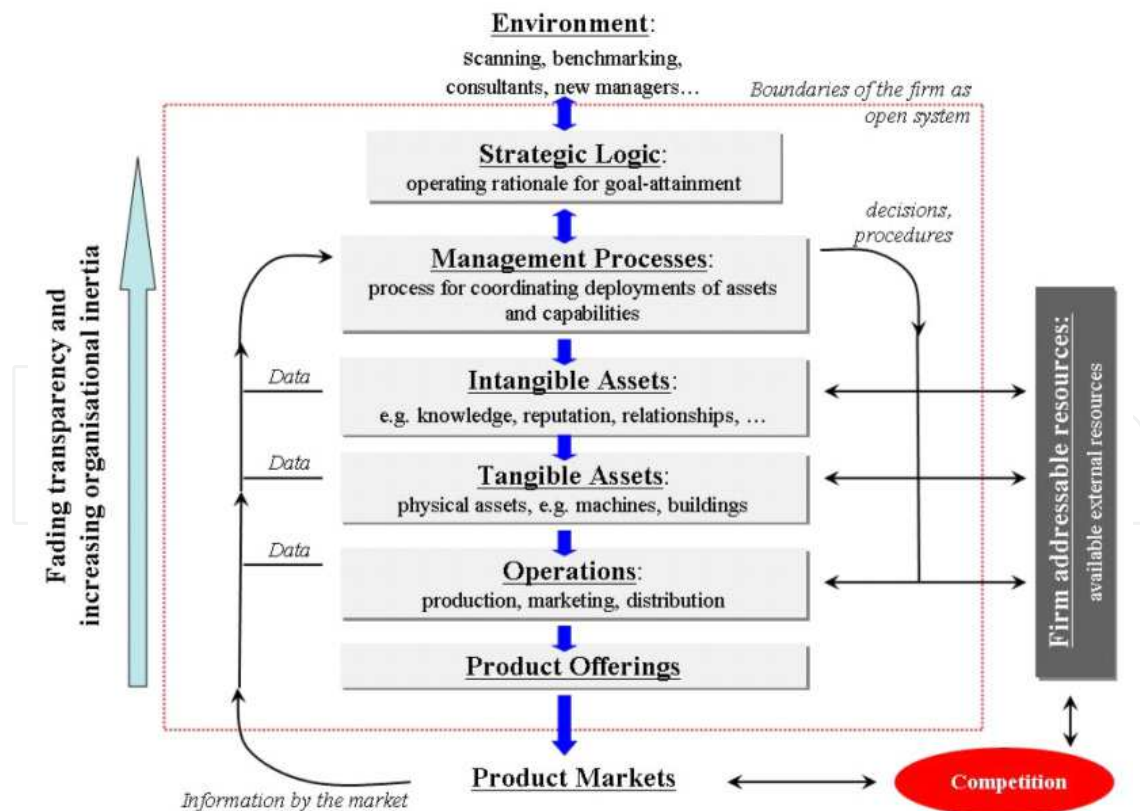 Environment:
scanning, benchmarking,
consultants, new managers…
Boundaries of the firm as
open system
Strategic Logic:
operating rationale for goal-attainment
decisions,
procedures
Management Processes:
process for coordinating deployments of assets
and capabilities
Fading transparency and
increasing organisational inertia
Data
Intangible Assets:
e.g. knowledge, reputation, relationships, …
Data
Tangible Assets:
physical assets, e.g. machines, buildings
Data
Operations:
production, marketing, distribution
Product Offerings
Firm addressable resources:
available external resources
Product Markets
Competition
Information by the market